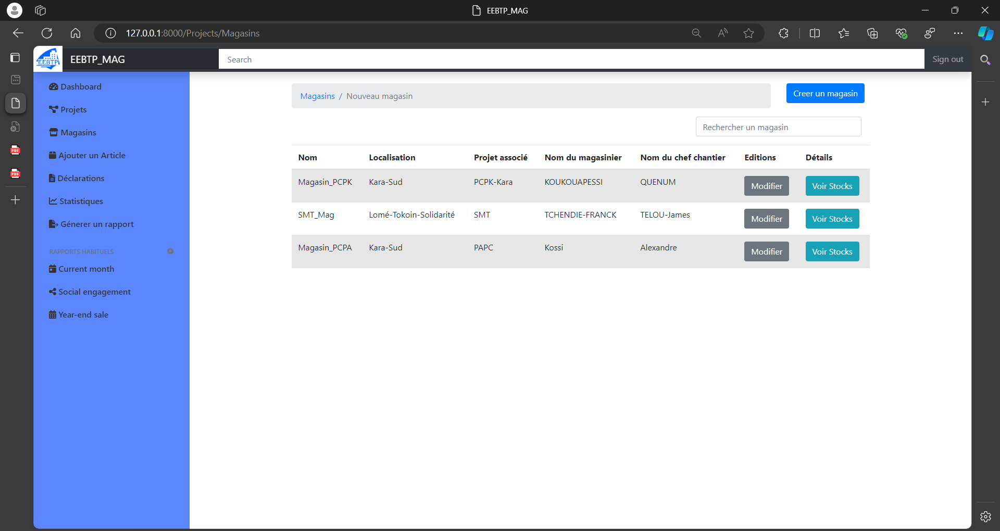 EEBTP_MAG
127.0.0.1:8000/Projects/Magasins
EEBTP
EEBTP_MAG
Search
Sign out
Dashboard
Projets
Magasins
Ajouter un Article
Déclarations
Statistiques
Génerer un rapport
RAPPORTS HABITUELS
Current month
Social engagement
Year-end sale
Magasins / Nouveau magasin
Creer un magasin
Rechercher un magasin
Nom Localisation Projet associé Nom du magasinier Nom du chef chantier Editions Détails
Magasin_PCPK Kara-Sud PCPK-Kara KOUKOUAPESSI QUENUM Modifier Voir Stocks
SMT_Mag Lomé-Tokoin-Solidarité SMT TCHENDIE-FRANCK TELOU-James Modifier Voir Stocks
Magasin_PCPA Kara-Sud PAPC Kossi Alexandre Modifier Voir Stocks
PDF
PDF